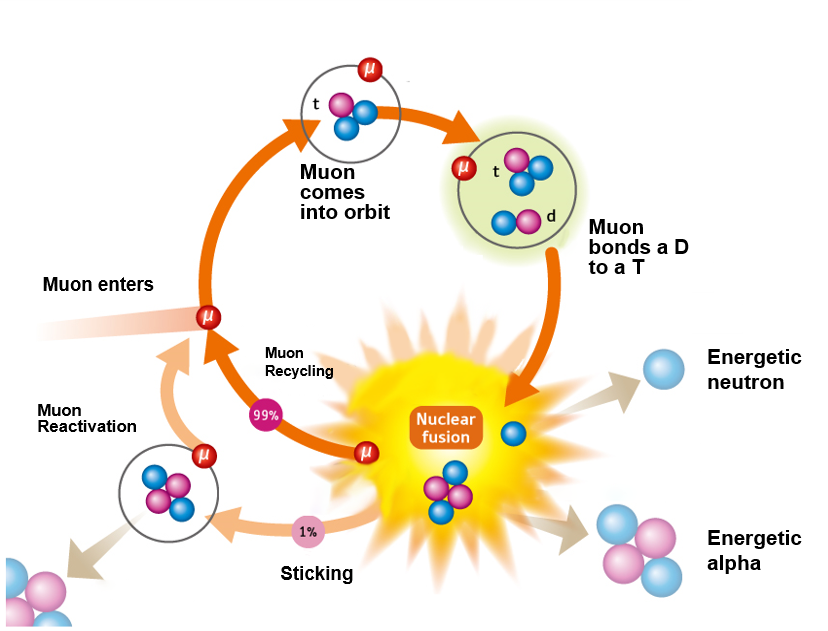 μ
t
Muon
comes
into orbit
μ
t
d
Muon
bonds a D
to a T
Muon enters
μ
Muon
Recycling
Energetic
neutron
99%
Nuclear
fusion
Muon
Reactivation
μ
μ
1%
Sticking
Energetic
alpha